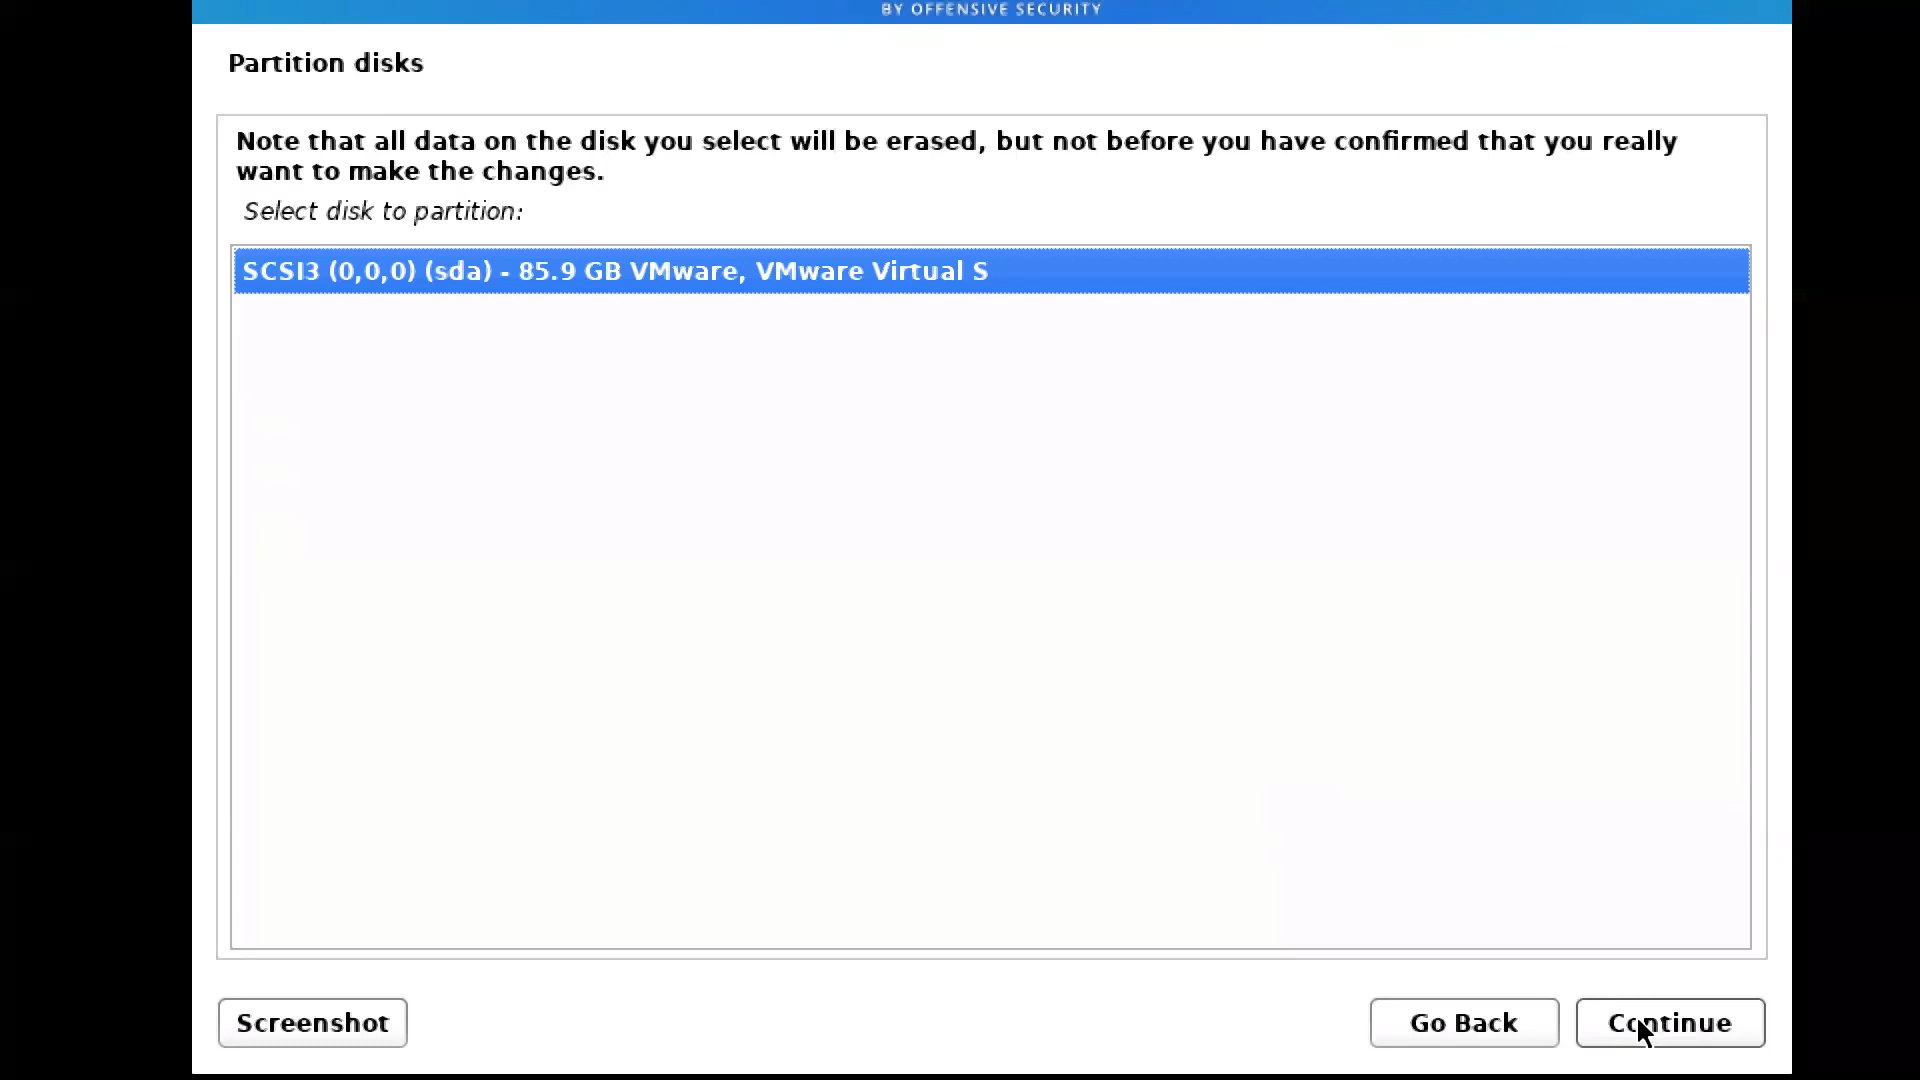 BY OFFENSIVE SECURITY
Partition disks
Note that all data on the disk you select will be erased, but not before you have confirmed that you really
want to make the changes.
Select disk to partition:
SCSI3 (0,0,0) (sda) - 85.9 GB VMware, VMware Virtual S
Screenshot
Go Back
Continue